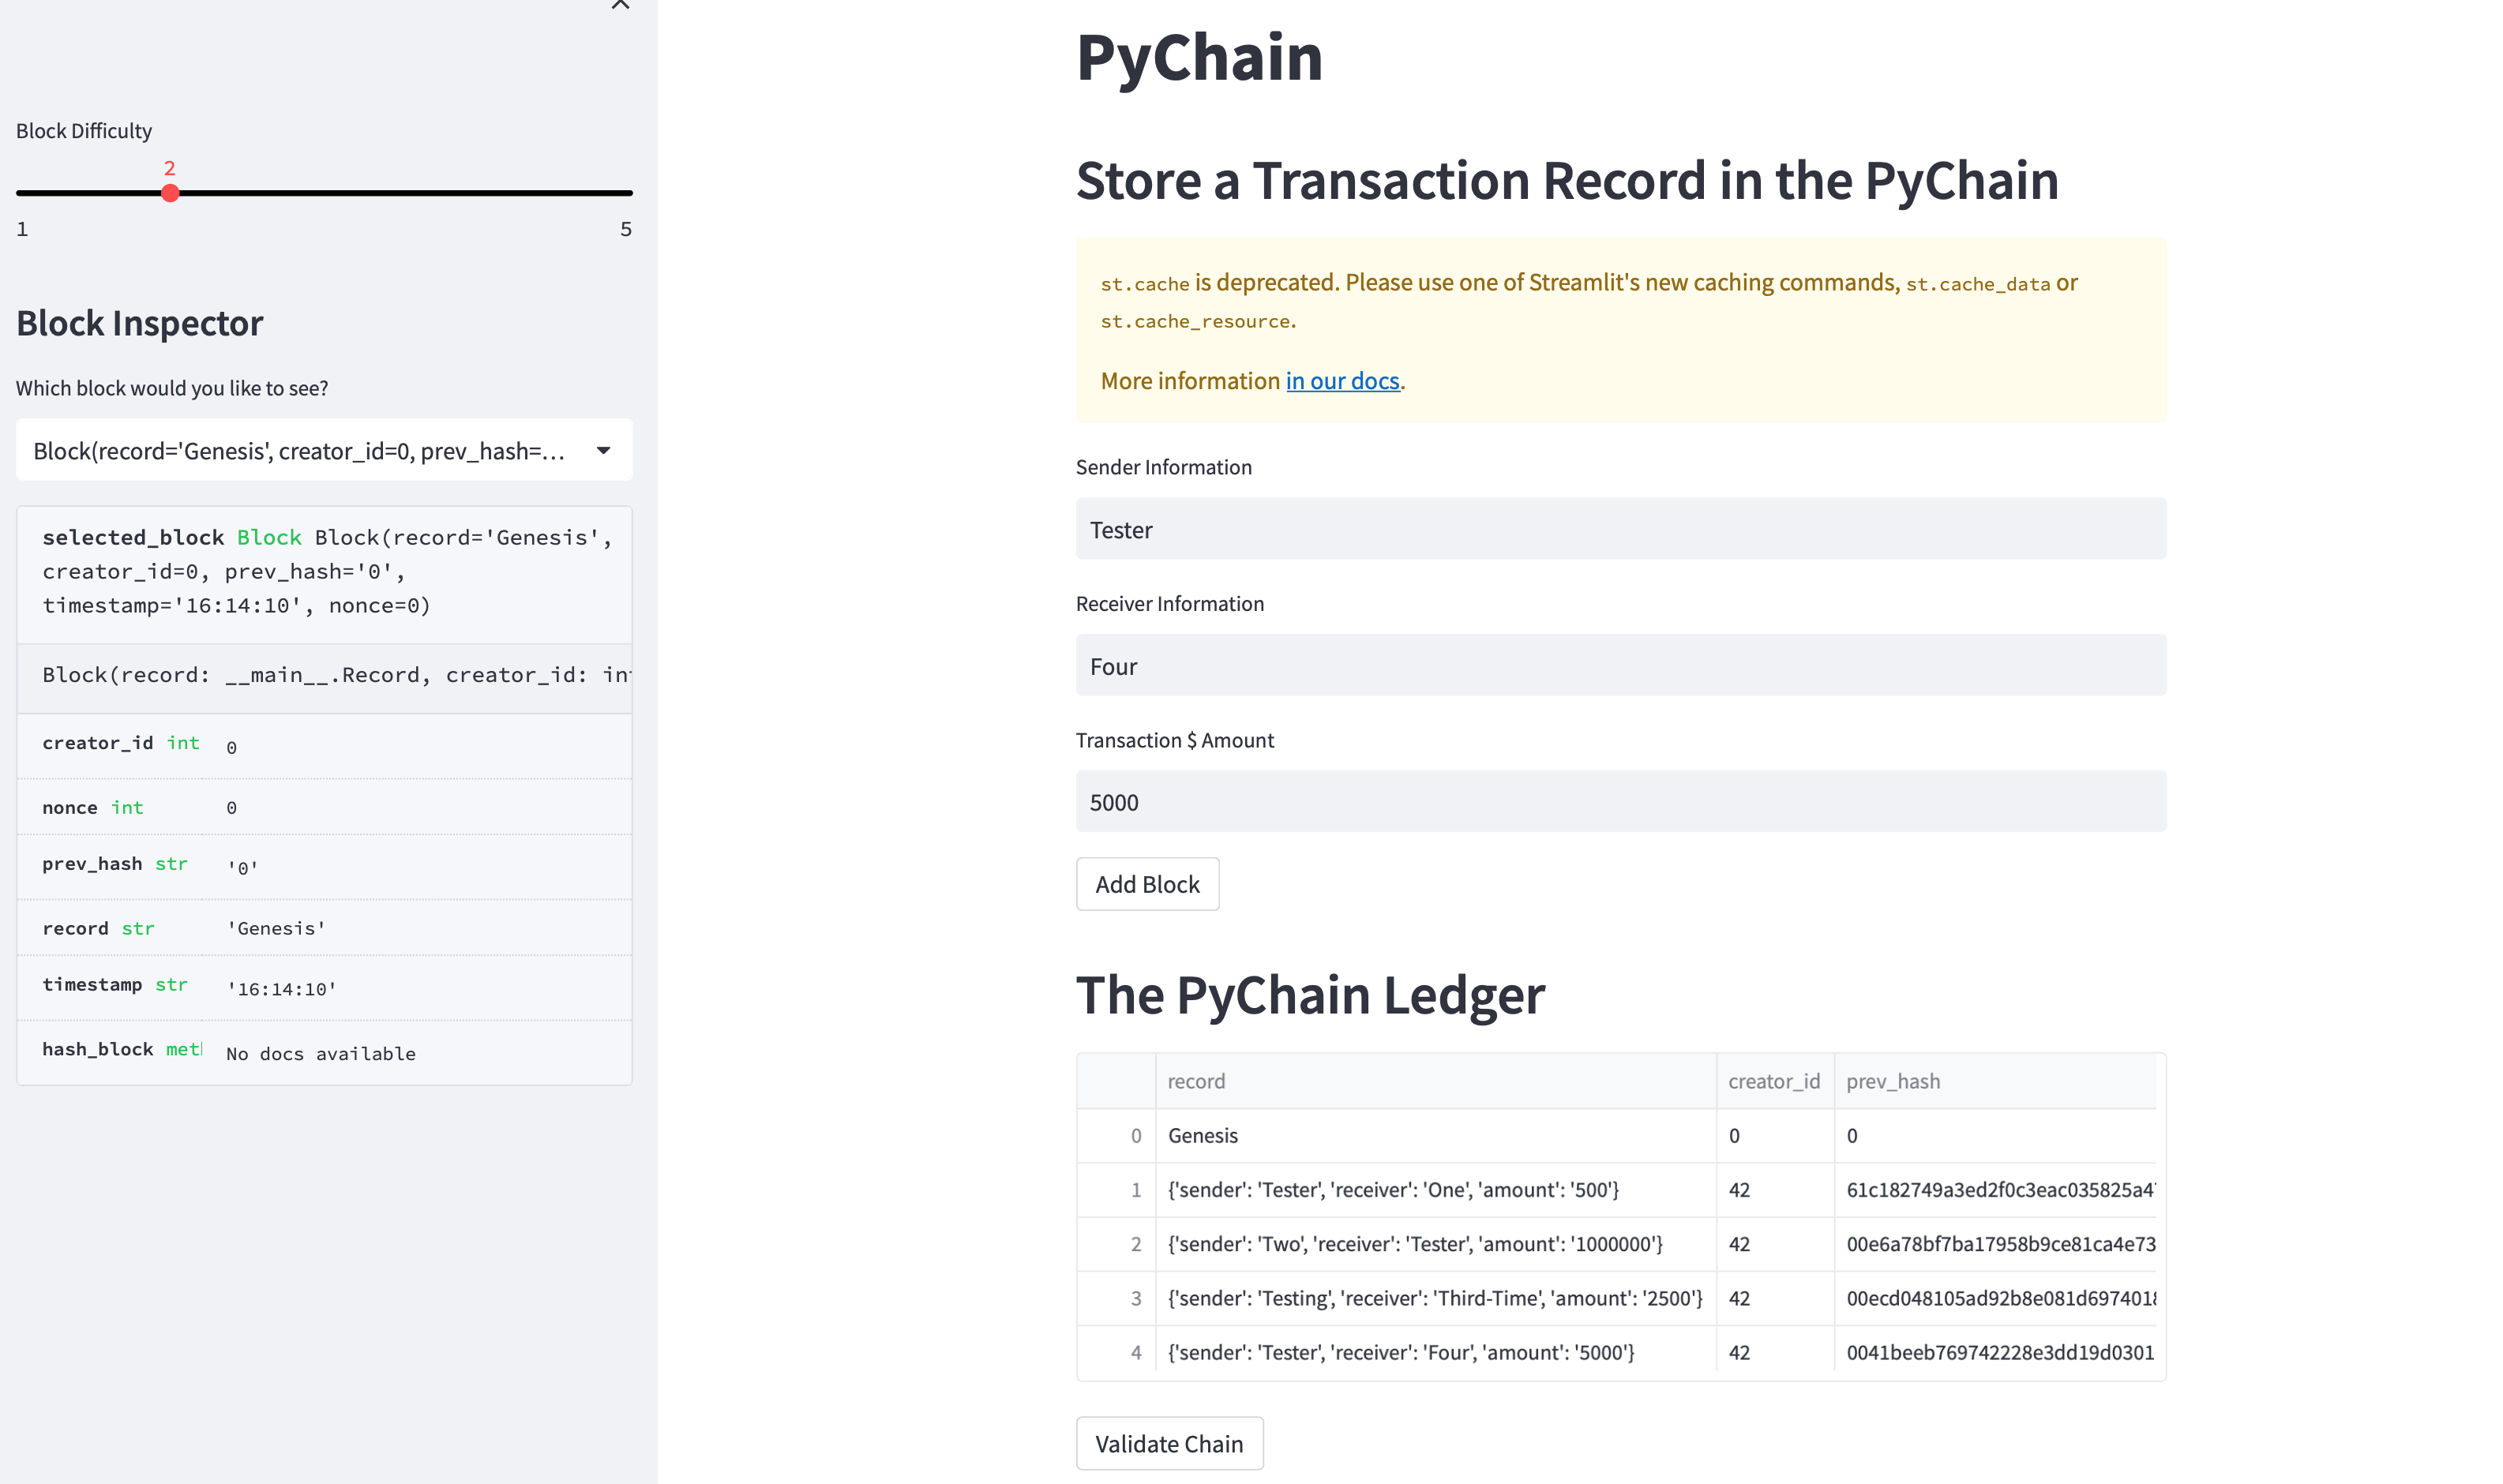 Block Difficulty
2
1
5
Block Inspector
Which block would you like to see?
Block(record='Genesis', creator_id=0, prev_hash=…
selected_block Block Block(record='Genesis',
creator_id=0, prev_hash='0',
timestamp='16:14:10', nonce=0)
Block(record: __main__.Record, creator_id: in
creator_id int 0
nonce int 0
prev_hash str '0'
record str 'Genesis'
timestamp str '16:14:10'
hash_block met No docs available
PyChain
Store a Transaction Record in the PyChain
st.cache is deprecated. Please use one of Streamlit's new caching commands, st.cache_data or
st.cache_resource.
More information in our docs.
Sender Information
Tester
Receiver Information
Four
Transaction $ Amount
5000
Add Block
The PyChain Ledger
record creator_id prev_hash
0 Genesis 0 0
1 {'sender': 'Tester', 'receiver': 'One', 'amount': '500'} 42 61c182749a3ed2f0c3eac035825a4
2 {'sender': 'Two', 'receiver': 'Tester', 'amount': '1000000'} 42 00e6a78bf7ba17958b9ce81ca4e73
3 {'sender': 'Testing', 'receiver': 'Third-Time', 'amount': '2500'} 42 00ecd048105ad92b8e081d697401
4 {'sender': 'Tester', 'receiver': 'Four', 'amount': '5000'} 42 0041beeb769742228e3dd19d0301
Validate Chain